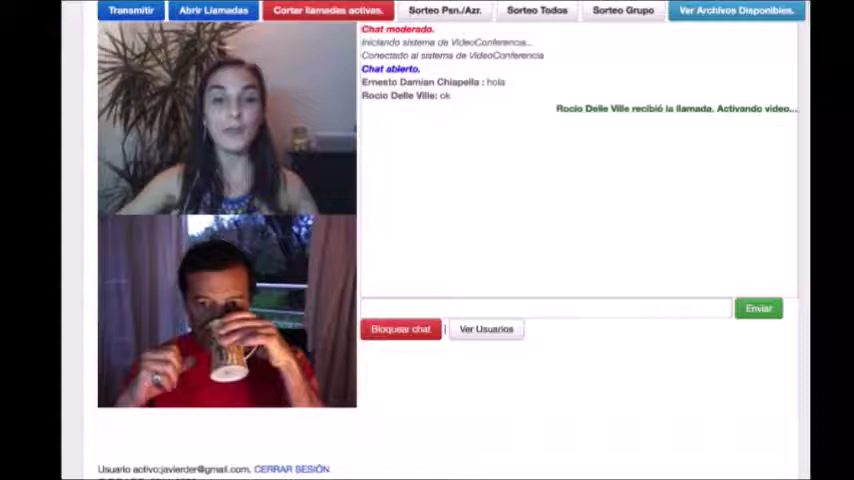 Transmitir
Abrir Llamadas
Cortar llamadas activas.
Sorteo Psn./Azr.
Sorteo Todos
Sorteo Grupo
Ver Archivos Disponibles.
Chat moderado.
Iniciando sistema de VideoConferencia...
Conectado al sistema de VideoConferencia
Chat abierto.
Ernesto Damian Chiapella : hola
Rocio Delle Ville: ok
Rocio Delle Ville recibió la llamada. Activando video...
Enviar
Bloquear chat | Ver Usuarios
Usuario activo:javierder@gmail.com. CERRAR SESIÓN